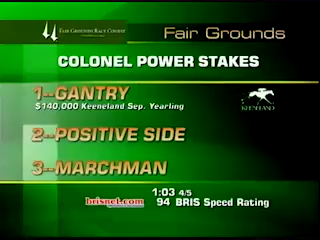 FAIR GROUNDS RACE COURSE
Fair Grounds
COLONEL POWER STAKES
1--GANTRY
$140,000 Keeneland Sep. Yearling
KEENELAND
2--POSITIVE SIDE
3--MARCHMAN
1:03 4/5
brisnet.com 94 BRIS Speed Rating